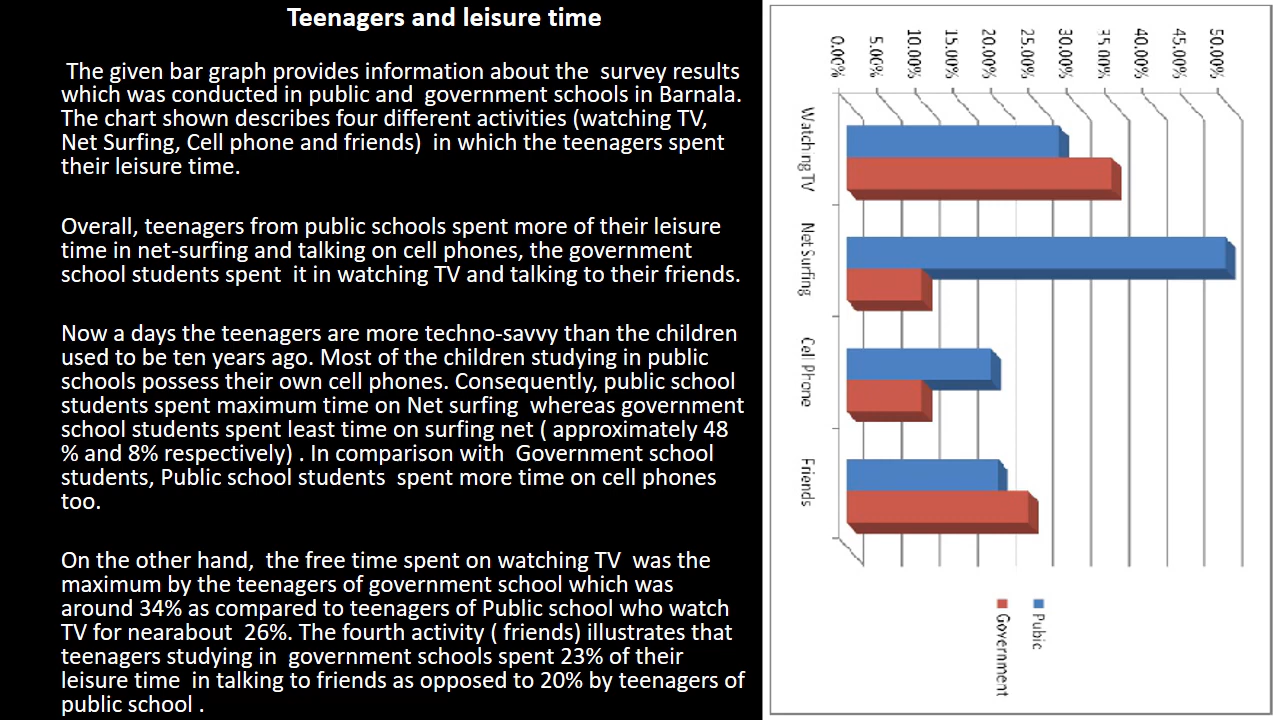 Teenagers and leisure time
The given bar graph provides information about the survey results
which was conducted in public and government schools in Barnala.
The chart shown describes four different activities (watching TV,
Net Surfing, Cell phone and friends) in which the teenagers spent
their leisure time.
Overall, teenagers from public schools spent more of their leisure
time in net-surfing and talking on cell phones, the government
school students spent it in watching TV and talking to their friends.
Now a days the teenagers are more techno-savvy than the children
used to be ten years ago. Most of the children studying in public
schools possess their own cell phones. Consequently, public school
students spent maximum time on Net surfing whereas government
school students spent least time on surfing net ( approximately 48
% and 8% respectively) . In comparison with Government school
students, Public school students spent more time on cell phones
too.
On the other hand, the free time spent on watching TV was the
maximum by the teenagers of government school which was
around 34% as compared to teenagers of Public school who watch
TV for nearabout 26%. The fourth activity ( friends) illustrates that
teenagers studying in government schools spent 23% of their
leisure time in talking to friends as opposed to 20% by teenagers of
public school .
0.00%
5.00%
10.00%
15.00%
20.00%
25.00%
30.00%
35.00%
40.00%
45.00%
50.00%
Watching TV
Net Surfing
Cell Phone
Friends
Pubic
Government